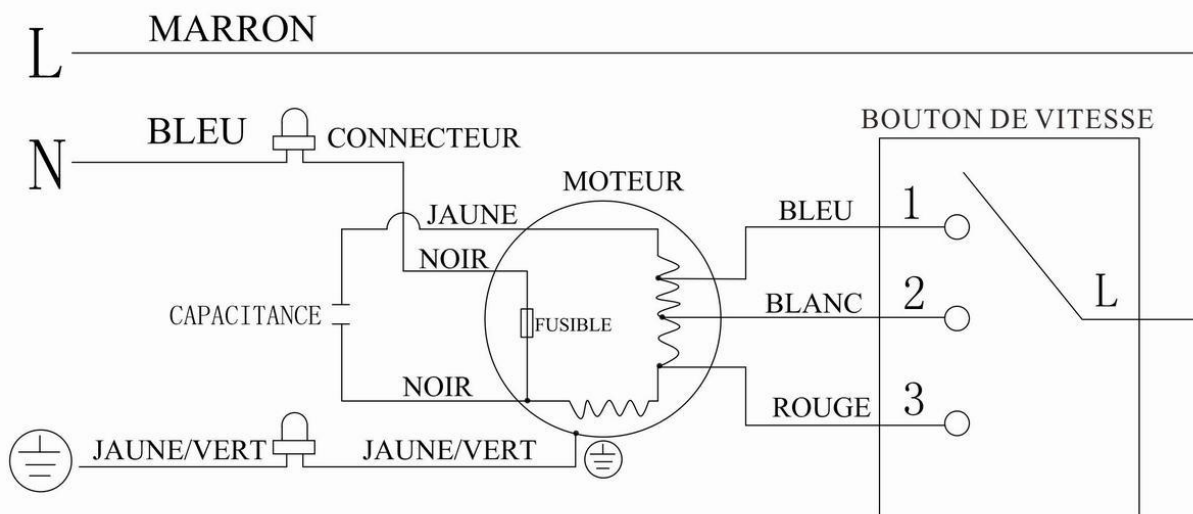 L MARRON
N BLEU
CONNECTEUR
BOUTON DE VITESSE
MOTEUR
JAUNE
BLEU 1
NOIR
CAPACITANCE
FUSIBLE
BLANC 2
L
NOIR
ROUGE 3
JAUNE/VERT
JAUNE/VERT